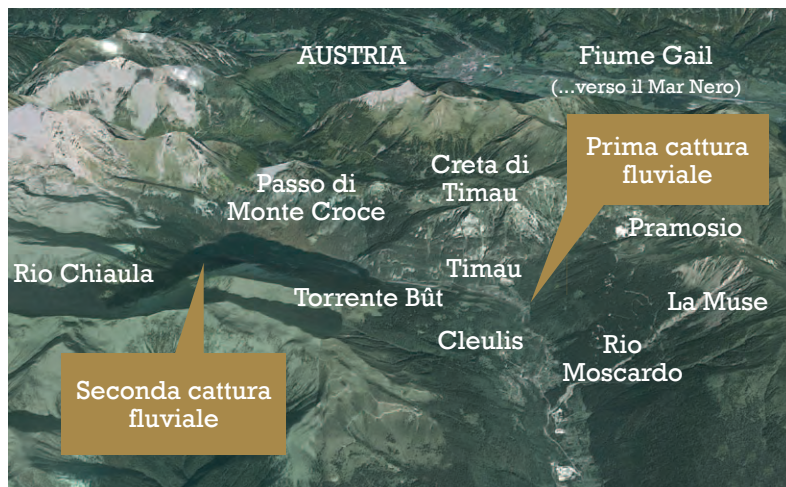 AUSTRIA
Fiume Gail
(...verso il Mar Nero)
Prima cattura
fluviale
Creta di
Timau
Passo di
Monte Croce
Pramosio
Rio Chiaula
Timau
Torrente Bût
La Muse
Cleulis
Rio
Moscardo
Seconda cattura
fluviale